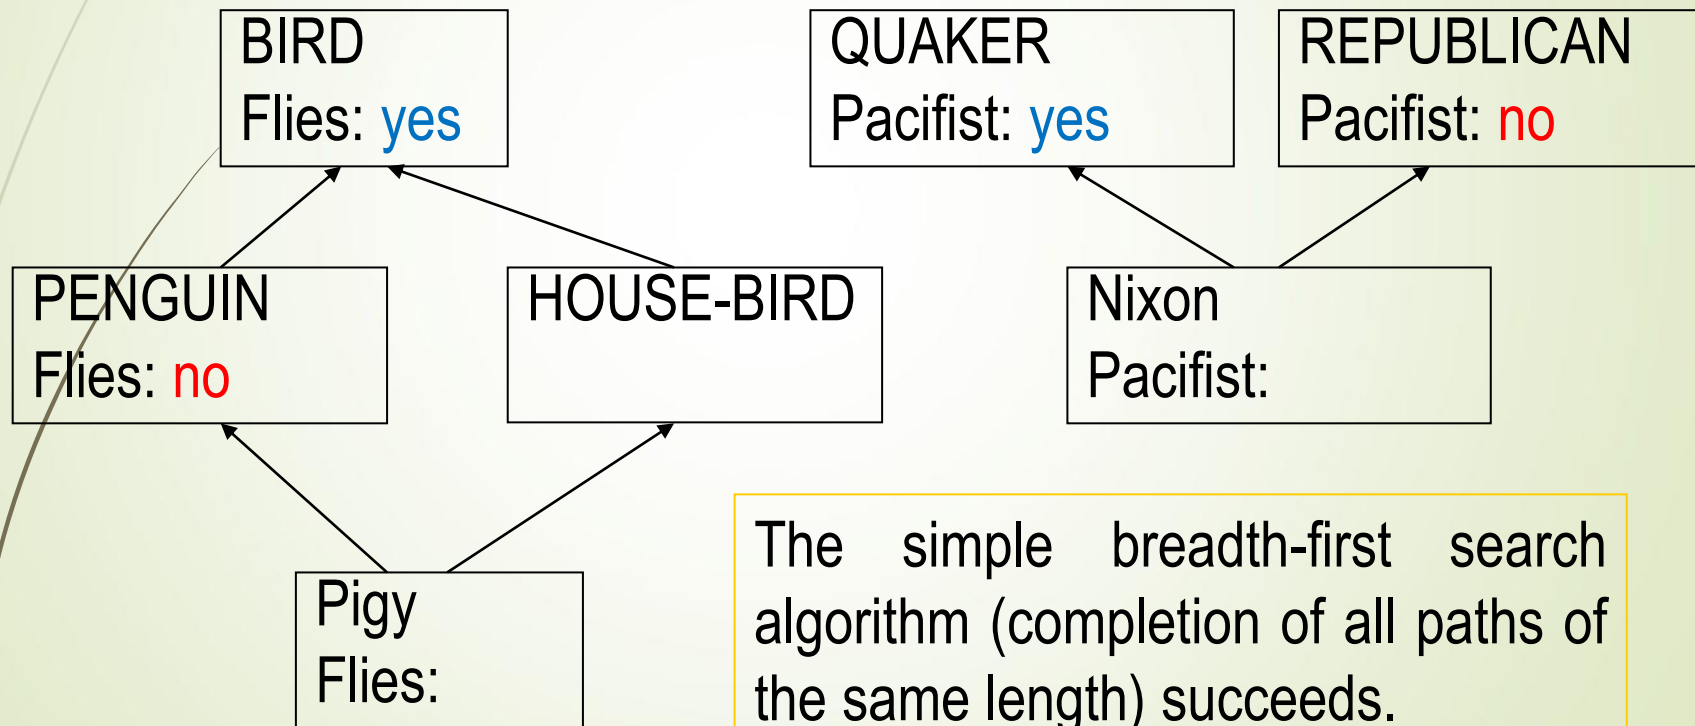 BIRD
Flies: yes
QUAKER
Pacifist: yes
REPUBLICAN
Pacifist: no
PENGUIN
Flies: no
HOUSE-BIRD
Nixon
Pacifist:
Pigy
Flies:
The simple breadth-first search
algorithm (completion of all paths of
the same length) succeeds.